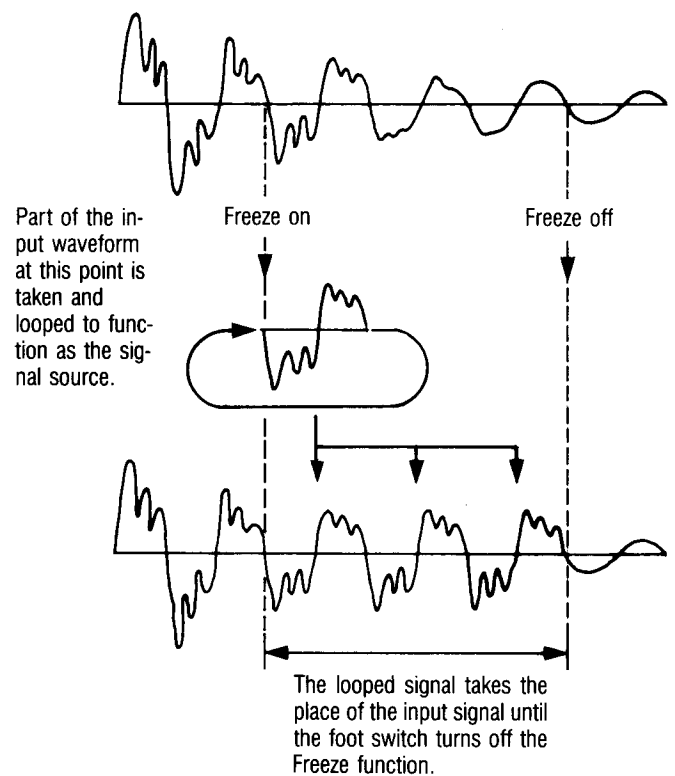 Part of the in-
put waveform
at this point is
taken and
looped to func-
tion as the sig-
nal source.
Freeze on
Freeze off
The looped signal takes the
place of the input signal until
the foot switch turns off the
Freeze function.